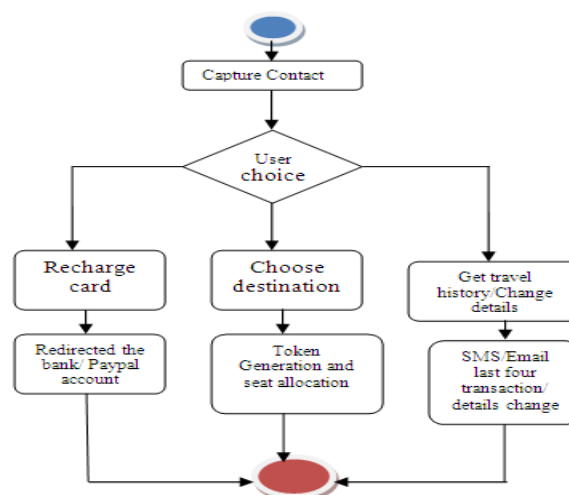 Capture Contact
User
choice
Recharge
card
Choose
destination
Get travel
history/Change
details
Redirected the
bank/ Paypal
account
Token
Generation and
seat allocation
SMS/Email
last four
transaction/
details change